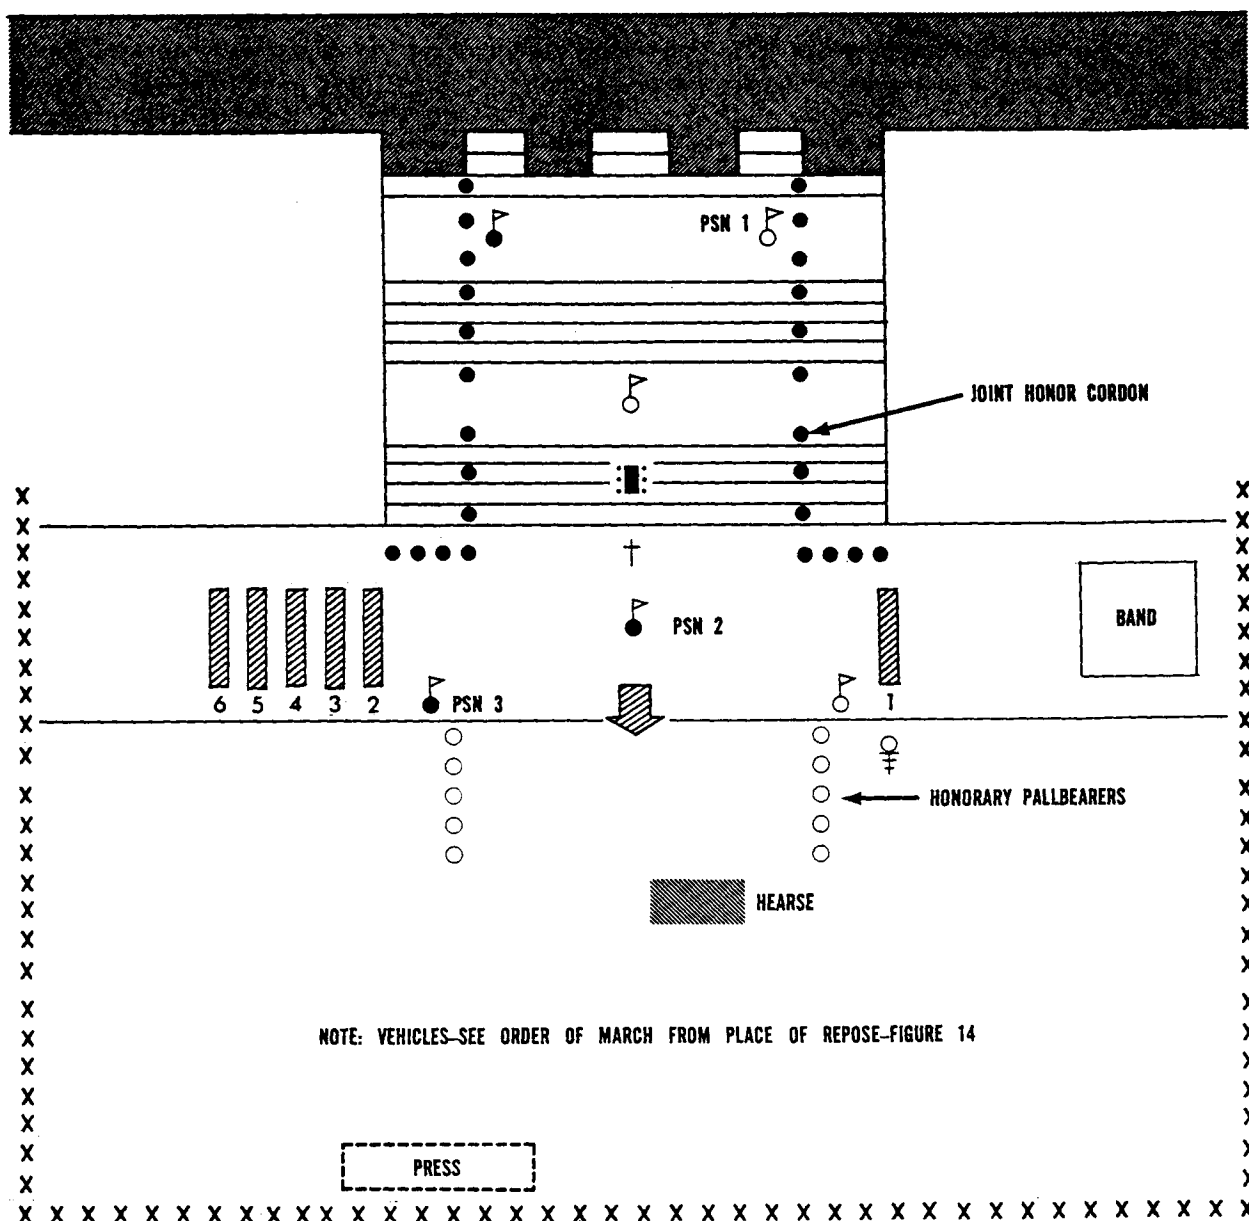 PSN 1
JOINT HONOR CORDON
BAND
PSN 2
6 5 4 3 2
PSN 3
1
HONORARY PALLBEARERS
HEARSE
NOTE: VEHICLES—SEE ORDER OF MARCH FROM PLACE OF REPOSE—FIGURE 14
PRESS